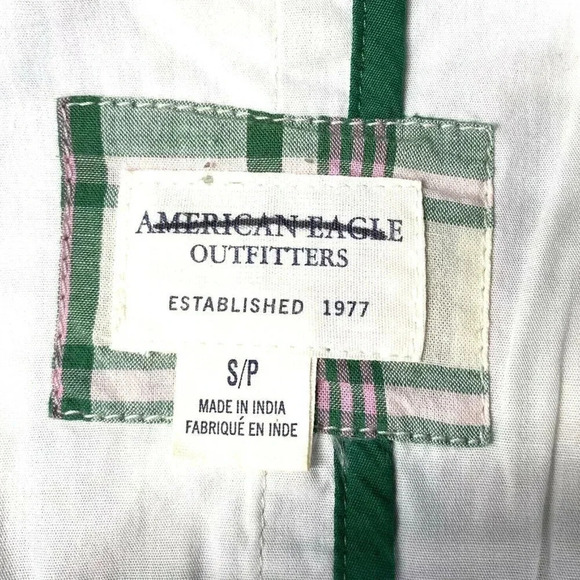 AMERICAN EAGLE
OUTFITTERS
ESTABLISHED 1977
S/P
MADE IN INDIA
FABRIQUÉ EN INDE